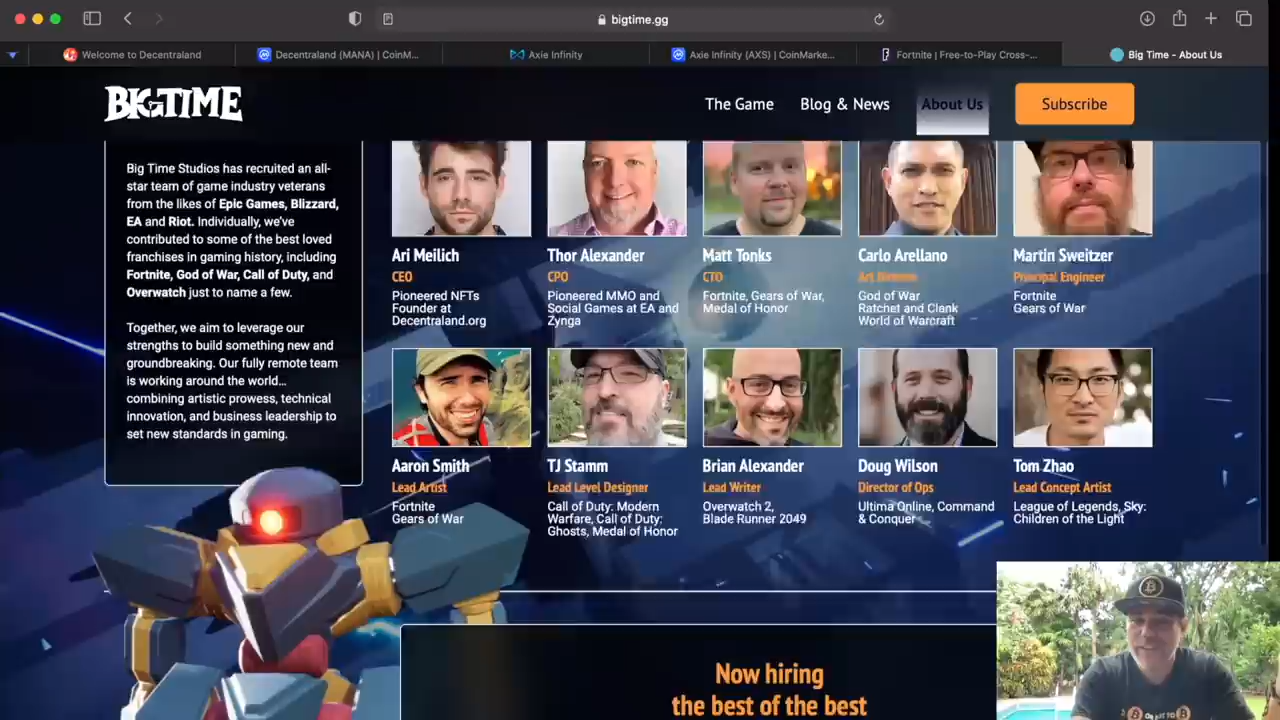 bigtime.gg
Welcome to Decentraland
Decentraland (MANA) | CoinM...
Axie Infinity
Axie Infinity (AXS) | CoinMarke...
Fortnite | Free-to-Play Cross-...
Big Time - About Us
BIGTIME
The Game
Blog & News
About Us
Subscribe
Big Time Studios has recruited an all-
star team of game industry veterans
from the likes of Epic Games, Blizzard,
EA and Riot. Individually, we've
contributed to some of the best loved
franchises in gaming history, including
Fortnite, God of War, Call of Duty, and
Overwatch just to name a few.
Together, we aim to leverage our
strengths to build something new and
groundbreaking. Our fully remote team
is working around the world...
combining artistic prowess, technical
innovation, and business leadership to
set new standards in gaming.
Ari Meilich
CEO
Pioneered NFTs
Founder at
Decentraland.org
Thor Alexander
CPO
Pioneered MMO and
Social Games at EA and
Zynga
Matt Tonks
CTO
Fortnite, Gears of War,
Medal of Honor
Carlo Arellano
Art Director
God of War
Ratchet and Clank
World of Warcraft
Martin Sweitzer
Principal Engineer
Fortnite
Gears of War
Aaron Smith
Lead Artist
Fortnite
Gears of War
TJ Stamm
Lead Level Designer
Call of Duty: Modern
Warfare, Call of Duty:
Ghosts, Medal of Honor
Brian Alexander
Lead Writer
Overwatch 2,
Blade Runner 2049
Doug Wilson
Director of Ops
Ultima Online, Command
& Conquer
Tom Zhao
Lead Concept Artist
League of Legends, Sky:
Children of the Light
Now hiring
the best of the best